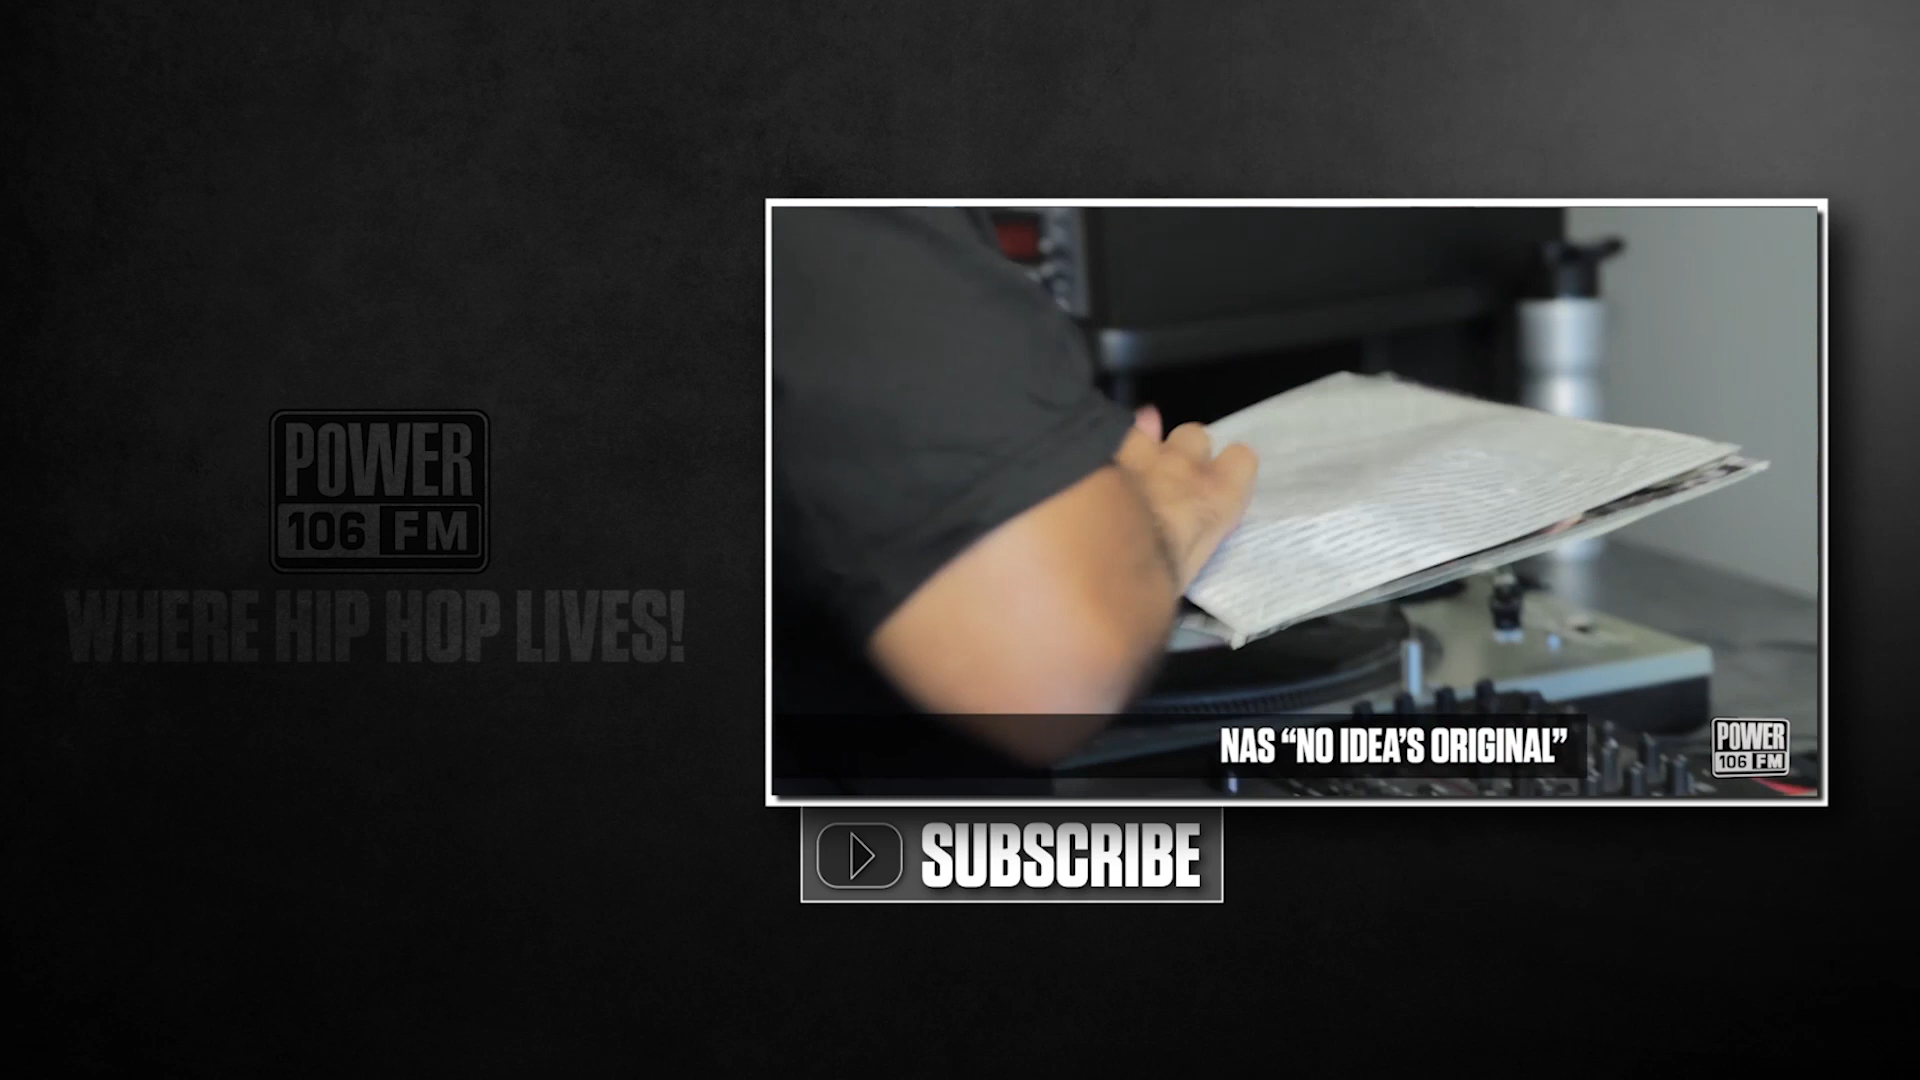 POWER
106 FM
WHERE HIP HOP LIVES!
NAS “NO IDEA’S ORIGINAL”
POWER
106 FM
SUBSCRIBE